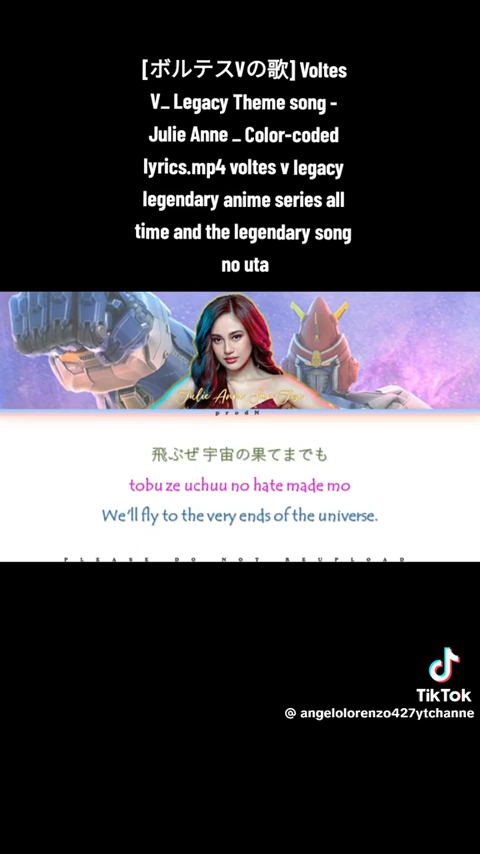 [ボルテスVの歌] Voltes
V_ Legacy Theme song -
Julie Anne _ Color-coded
lyrics.mp4 voltes v legacy
legendary anime series all
time and the legendary song
no uta
Julie Anne San Jose
prodM
飛ぶぜ 宇宙の果てまでも
tobu ze uchuu no hate made mo
We'll fly to the very ends of the universe.
PLEASE DO NOT REUPLOAD
TikTok
@ angelolorenzo427ytchanne